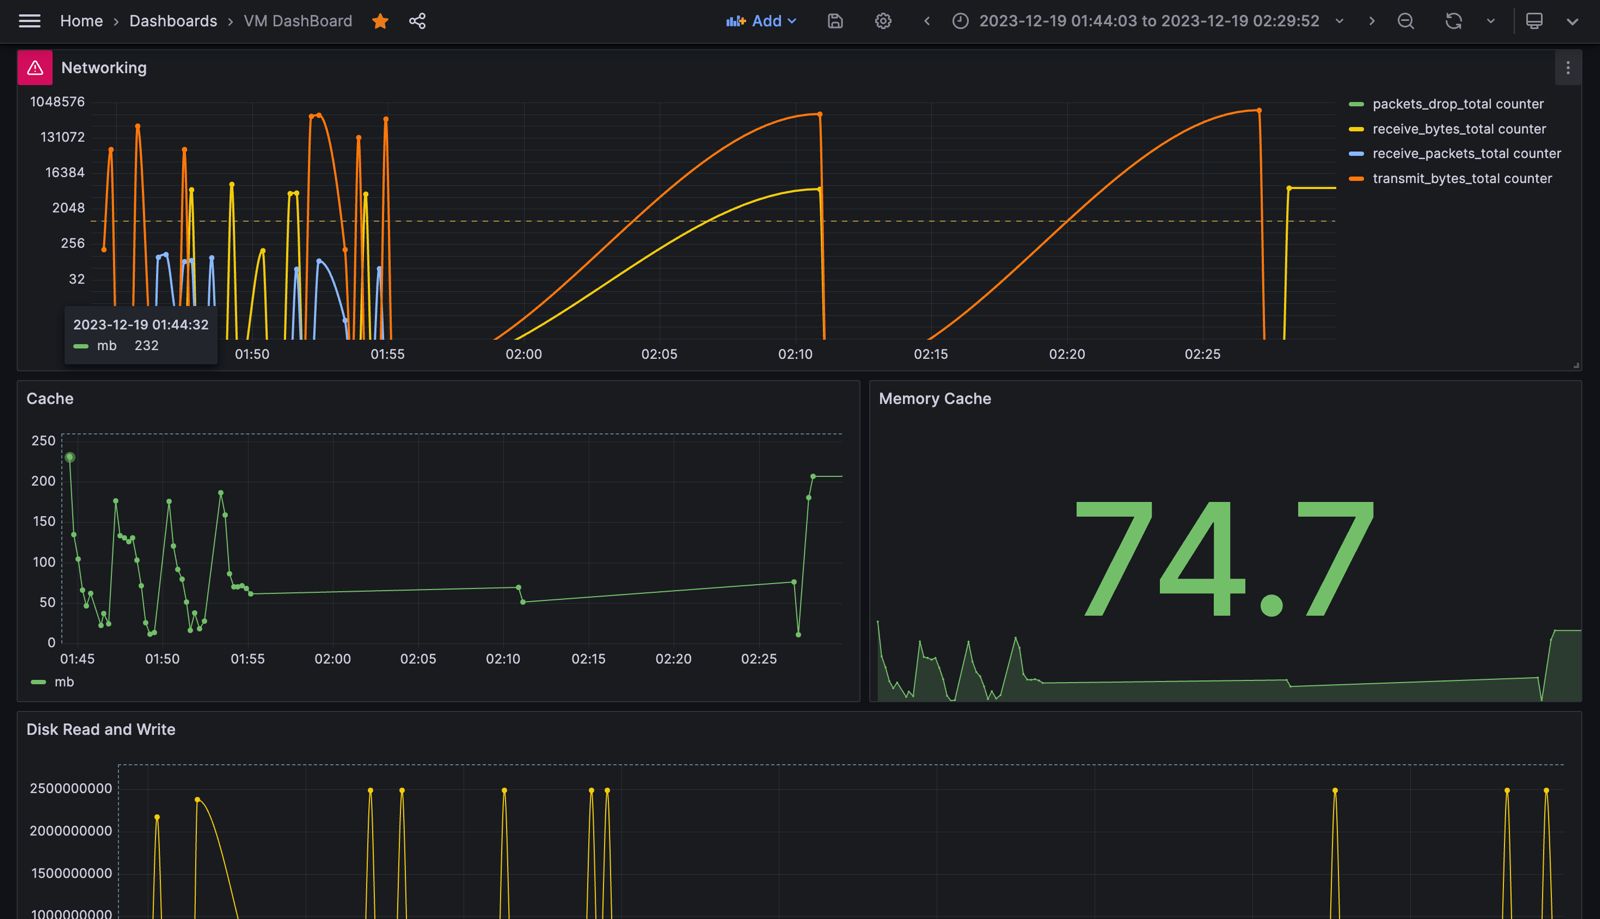 Home › Dashboards › VM DashBoard Add 2023-12-19 01:44:03 to 2023-12-19 02:29:52
Networking
1048576
131072
16384
2048
256
32
packets_drop_total counter
receive_bytes_total counter
receive_packets_total counter
transmit_bytes_total counter
2023-12-19 01:44:32
mb 232
01:50 01:55 02:00 02:05 02:10 02:15 02:20 02:25
Cache
250
200
150
100
50
0
01:45 01:50 01:55 02:00 02:05 02:10 02:15 02:20 02:25
mb
Memory Cache
74.7
Disk Read and Write
2500000000
2000000000
1500000000
1000000000